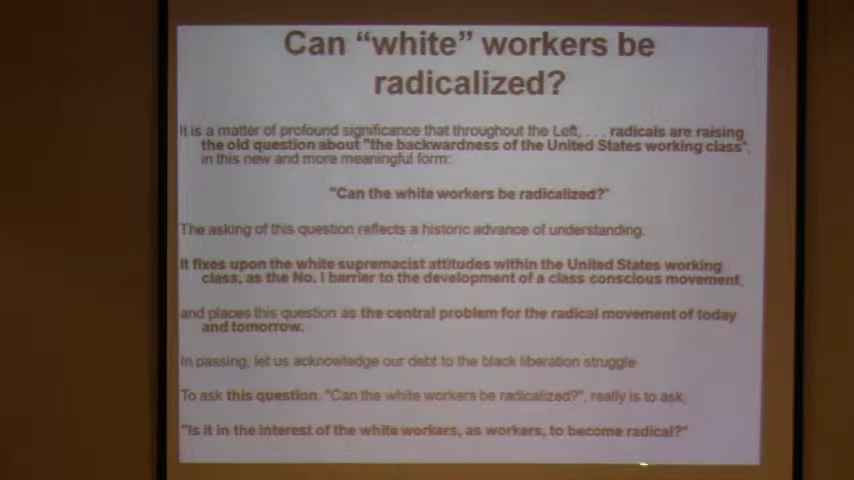 Can “white” workers be
radicalized?
It is a matter of profound significance that throughout the Left, . . . radicals are raising
the old question about "the backwardness of the United States working class",
in this new and more meaningful form:
"Can the white workers be radicalized?"
The asking of this question reflects a historic advance of understanding.
It fixes upon the white supremacist attitudes within the United States working
class, as the No. I barrier to the development of a class conscious movement,
and places this question as the central problem for the radical movement of today
and tomorrow.
In passing, let us acknowledge our debt to the black liberation struggle
To ask this question, "Can the white workers be radicalized?", really is to ask,
"Is it in the interest of the white workers, as workers, to become radical?"